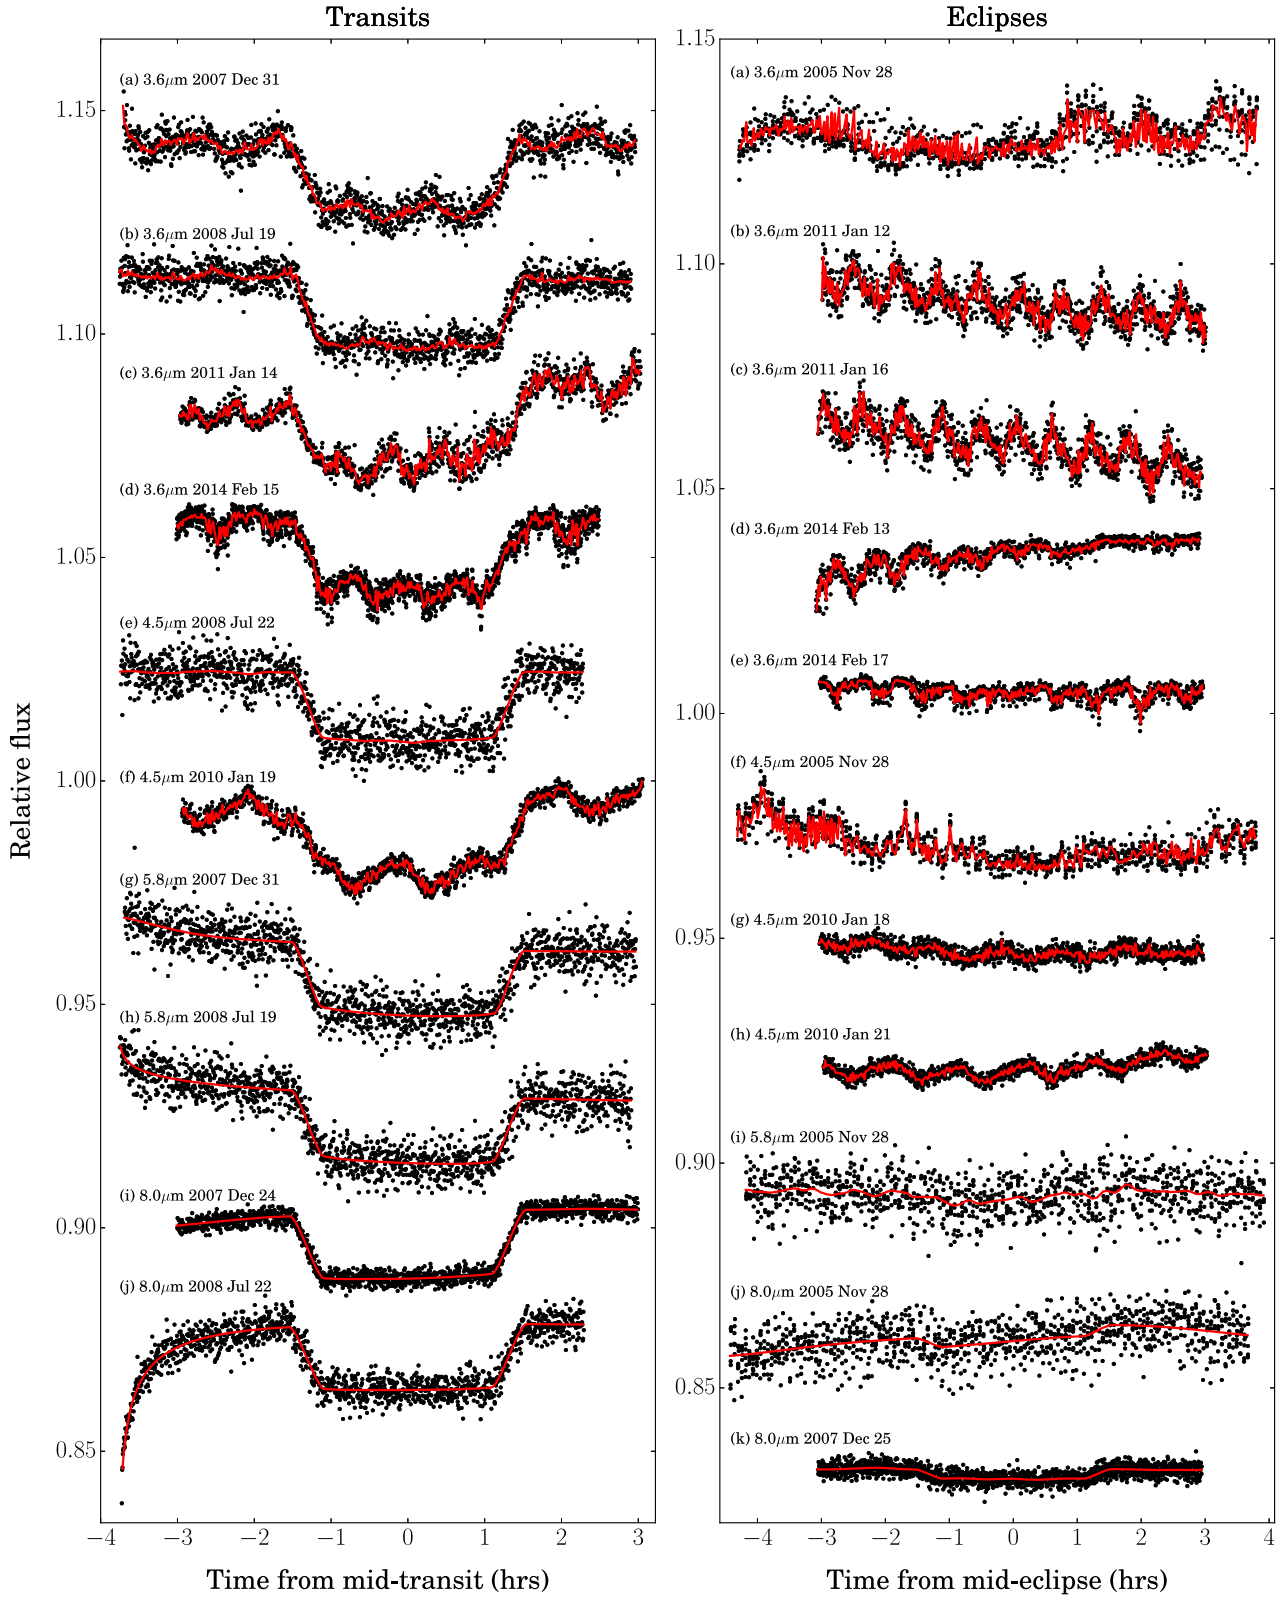 Transits
Eclipses
Relative flux
1.15
1.10
1.05
1.00
0.95
0.90
0.85
(a) 3.6μm 2007 Dec 31
(b) 3.6μm 2008 Jul 19
(c) 3.6μm 2011 Jan 14
(d) 3.6μm 2014 Feb 15
(e) 4.5μm 2008 Jul 22
(f) 4.5μm 2010 Jan 19
(g) 5.8μm 2007 Dec 31
(h) 5.8μm 2008 Jul 19
(i) 8.0μm 2007 Dec 24
(j) 8.0μm 2008 Jul 22
−4 −3 −2 −1 0 1 2 3
Time from mid-transit (hrs)
1.15
1.10
1.05
1.00
0.95
0.90
0.85
(a) 3.6μm 2005 Nov 28
(b) 3.6μm 2011 Jan 12
(c) 3.6μm 2011 Jan 16
(d) 3.6μm 2014 Feb 13
(e) 3.6μm 2014 Feb 17
(f) 4.5μm 2005 Nov 28
(g) 4.5μm 2010 Jan 18
(h) 4.5μm 2010 Jan 21
(i) 5.8μm 2005 Nov 28
(j) 8.0μm 2005 Nov 28
(k) 8.0μm 2007 Dec 25
−4 −3 −2 −1 0 1 2 3 4
Time from mid-eclipse (hrs)